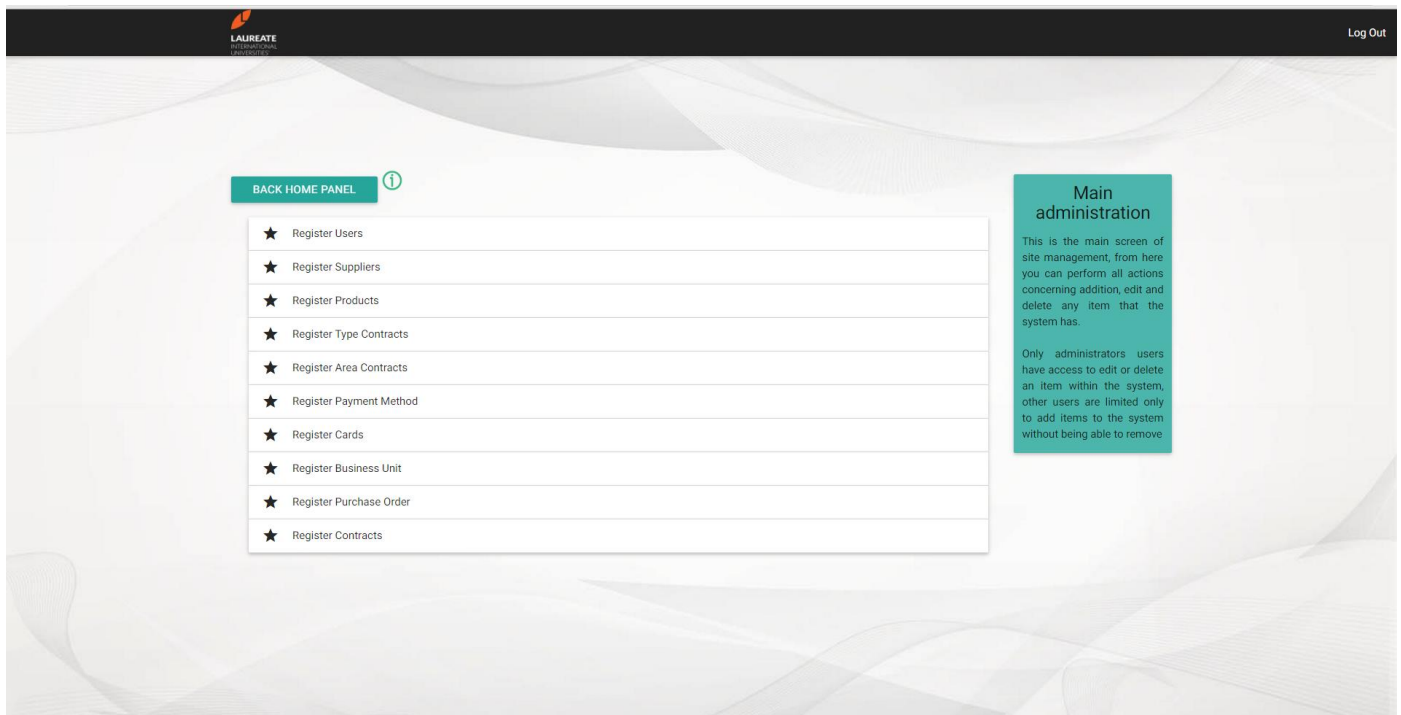 LAUREATE
INTERNATIONAL
UNIVERSITIES
Log Out
BACK HOME PANEL
Register Users
Register Suppliers
Register Products
Register Type Contracts
Register Area Contracts
Register Payment Method
Register Cards
Register Business Unit
Register Purchase Order
Register Contracts
Main
administration
This is the main screen of
site management, from here
you can perform all actions
concerning addition, edit and
delete any item that the
system has.
Only administrators users
have access to edit or delete
an item within the system,
other users are limited only
to add items to the system
without being able to remove